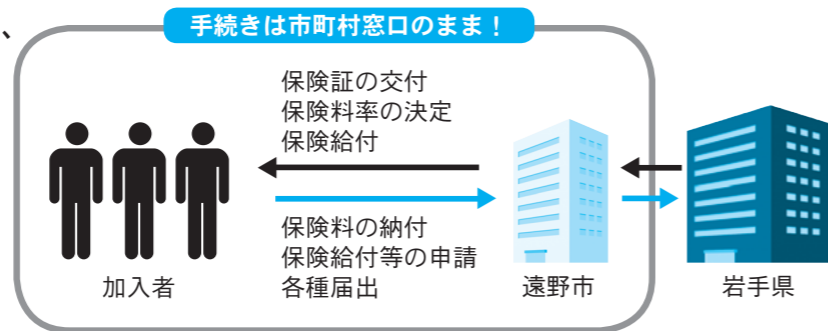 、
手続きは市町村窓口のまま！
保険証の交付
保険料率の決定
保険給付
保険料の納付
保険給付等の申請
各種届出
加入者
遠野市
岩手県